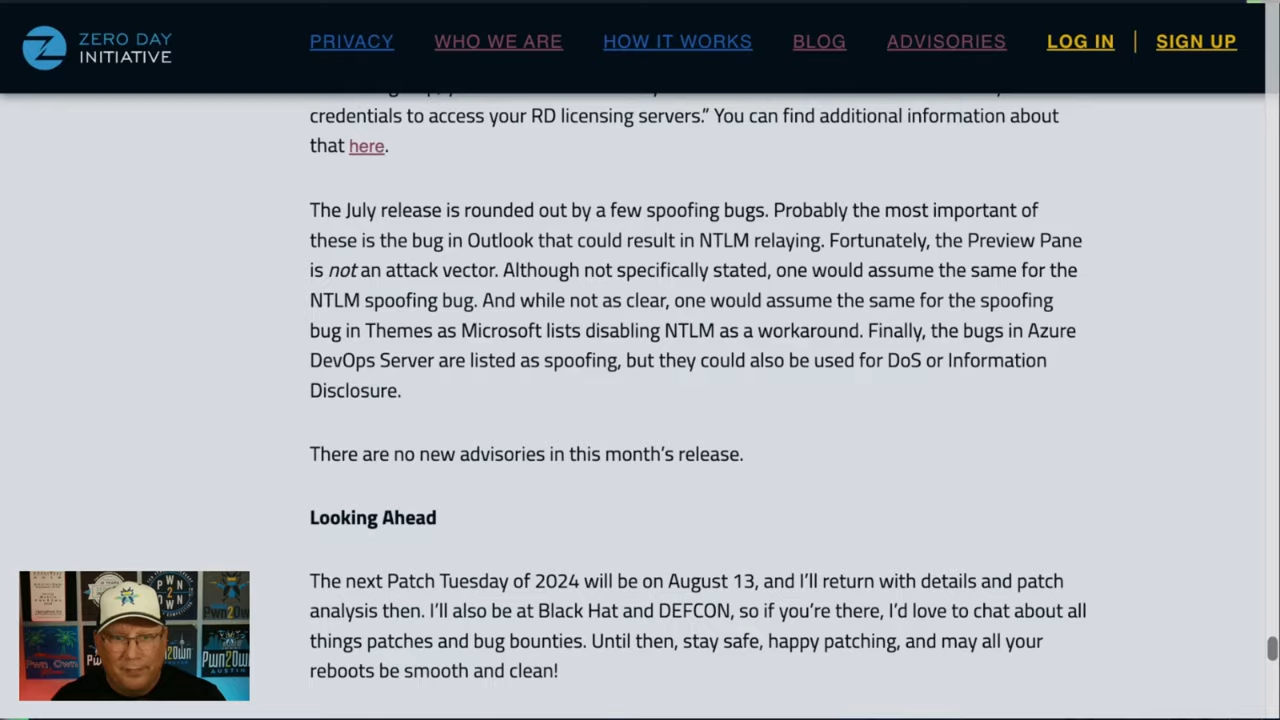 ZERO DAY
INITIATIVE
PRIVACY WHO WE ARE HOW IT WORKS BLOG ADVISORIES LOG IN | SIGN UP
credentials to access your RD licensing servers.” You can find additional information about
that here.
The July release is rounded out by a few spoofing bugs. Probably the most important of
these is the bug in Outlook that could result in NTLM relaying. Fortunately, the Preview Pane
is not an attack vector. Although not specifically stated, one would assume the same for the
NTLM spoofing bug. And while not as clear, one would assume the same for the spoofing
bug in Themes as Microsoft lists disabling NTLM as a workaround. Finally, the bugs in Azure
DevOps Server are listed as spoofing, but they could also be used for DoS or Information
Disclosure.
There are no new advisories in this month’s release.
Looking Ahead
The next Patch Tuesday of 2024 will be on August 13, and I’ll return with details and patch
analysis then. I’ll also be at Black Hat and DEFCON, so if you’re there, I’d love to chat about all
things patches and bug bounties. Until then, stay safe, happy patching, and may all your
reboots be smooth and clean!
PWN
2OWN
Pwn2Own
Pwn Own
Pwn2Own
AUSTIN